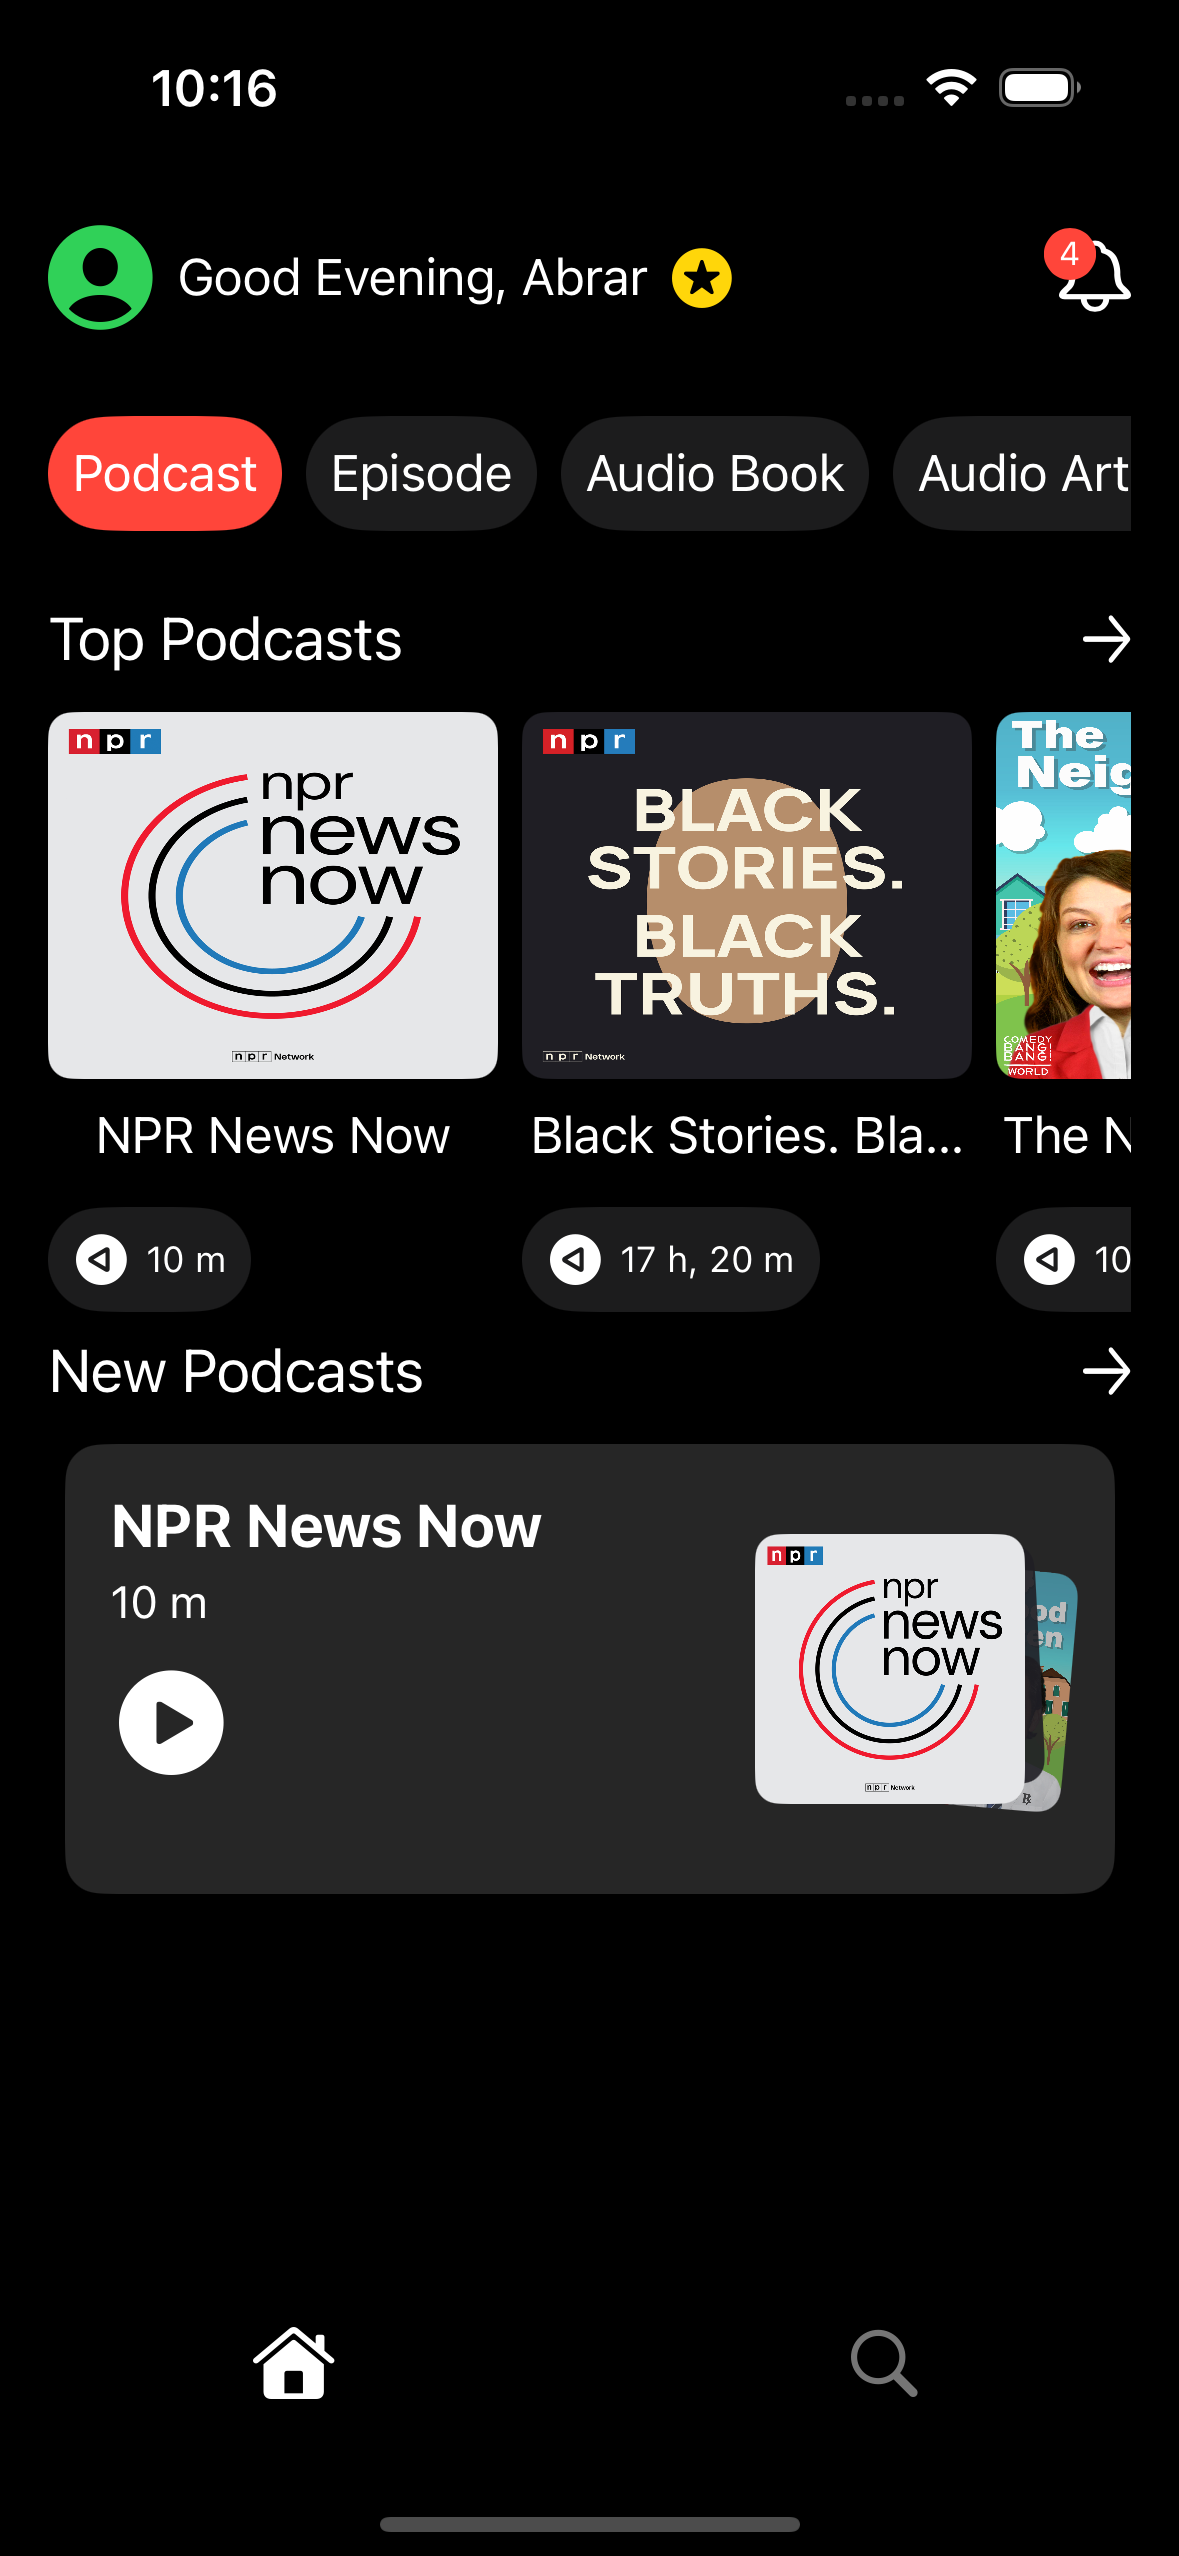 10:16
4
Good Evening, Abrar
Podcast
Episode
Audio Book
Audio Art
Top Podcasts
npr
npr
news
now
npr Network
npr
BLACK
STORIES.
BLACK
TRUTHS.
npr Network
The
Neig
COMEDY
BANG!
BANG!
WORLD
NPR News Now
Black Stories. Bla...
The N
10 m
17 h, 20 m
10
New Podcasts
NPR News Now
10 m
npr
npr
news
now
npr Network
od
en